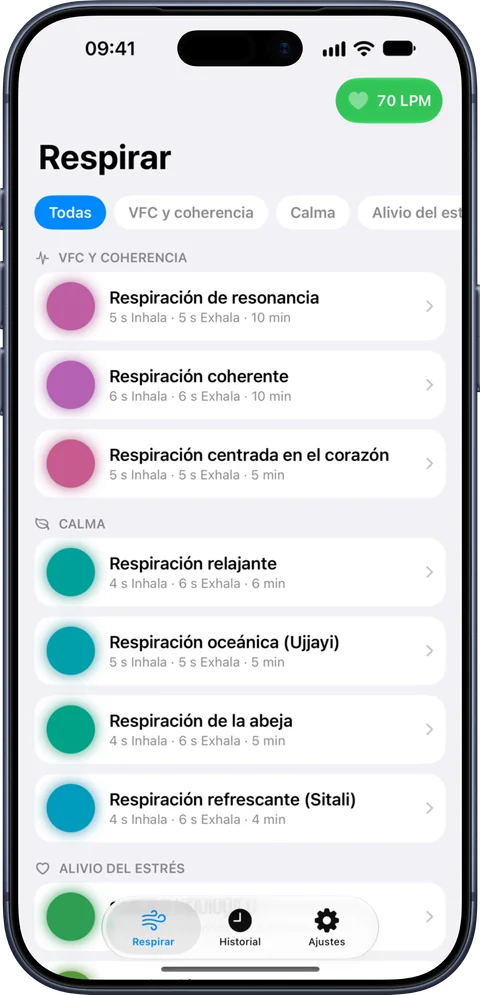 09:41
70 LPM
Respirar
Todas
VFC y coherencia
Calma
Alivio del est
VFC Y COHERENCIA
Respiración de resonancia
5 s Inhala · 5 s Exhala · 10 min
Respiración coherente
6 s Inhala · 6 s Exhala · 10 min
Respiración centrada en el corazón
5 s Inhala · 5 s Exhala · 5 min
CALMA
Respiración relajante
4 s Inhala · 6 s Exhala · 6 min
Respiración oceánica (Ujjayi)
5 s Inhala · 5 s Exhala · 5 min
Respiración de la abeja
4 s Inhala · 6 s Exhala · 5 min
Respiración refrescante (Sitali)
4 s Inhala · 6 s Exhala · 4 min
ALIVIO DEL ESTRÉS
Respirar
Historial
Ajustes